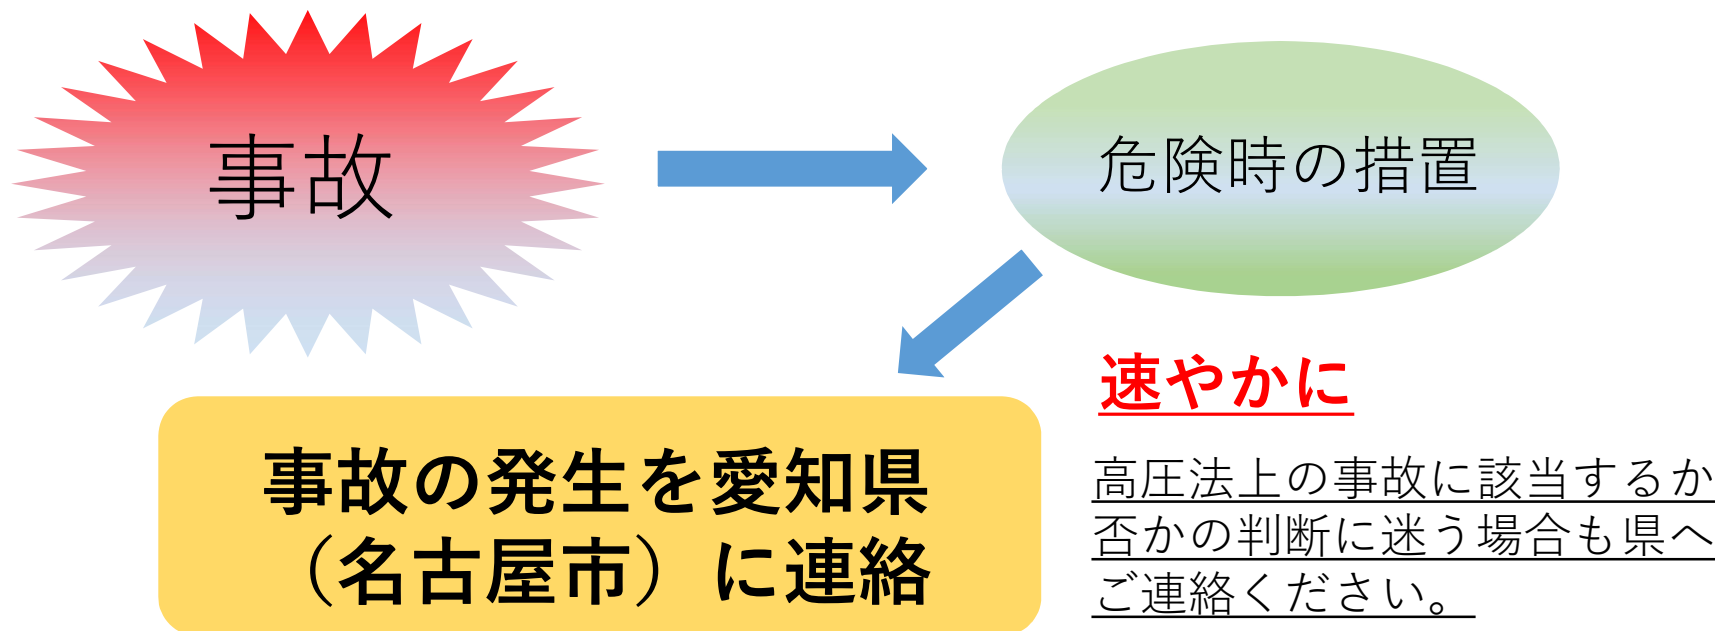 事故
危険時の措置
速やかに
事故の発生を愛知県
（名古屋市）に連絡
高圧法上の事故に該当するか
否かの判断に迷う場合も県へ
ご連絡ください。